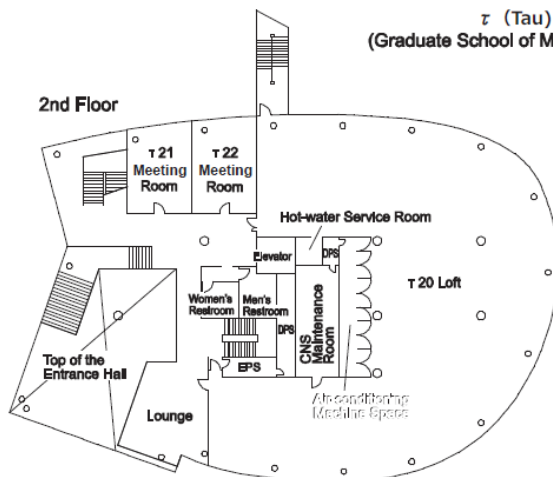 τ (Tau)
(Graduate School of M
2nd Floor
τ 21
Meeting
Room
τ 22
Meeting
Room
Hot-water Service Room
Elevator
DPS
τ 20 Loft
Women's
Restroom
Men's
Restroom
DPS
CNS
Maintenance
Room
EPS
Top of the
Entrance Hall
Lounge
Air-conditioning
Machine Space